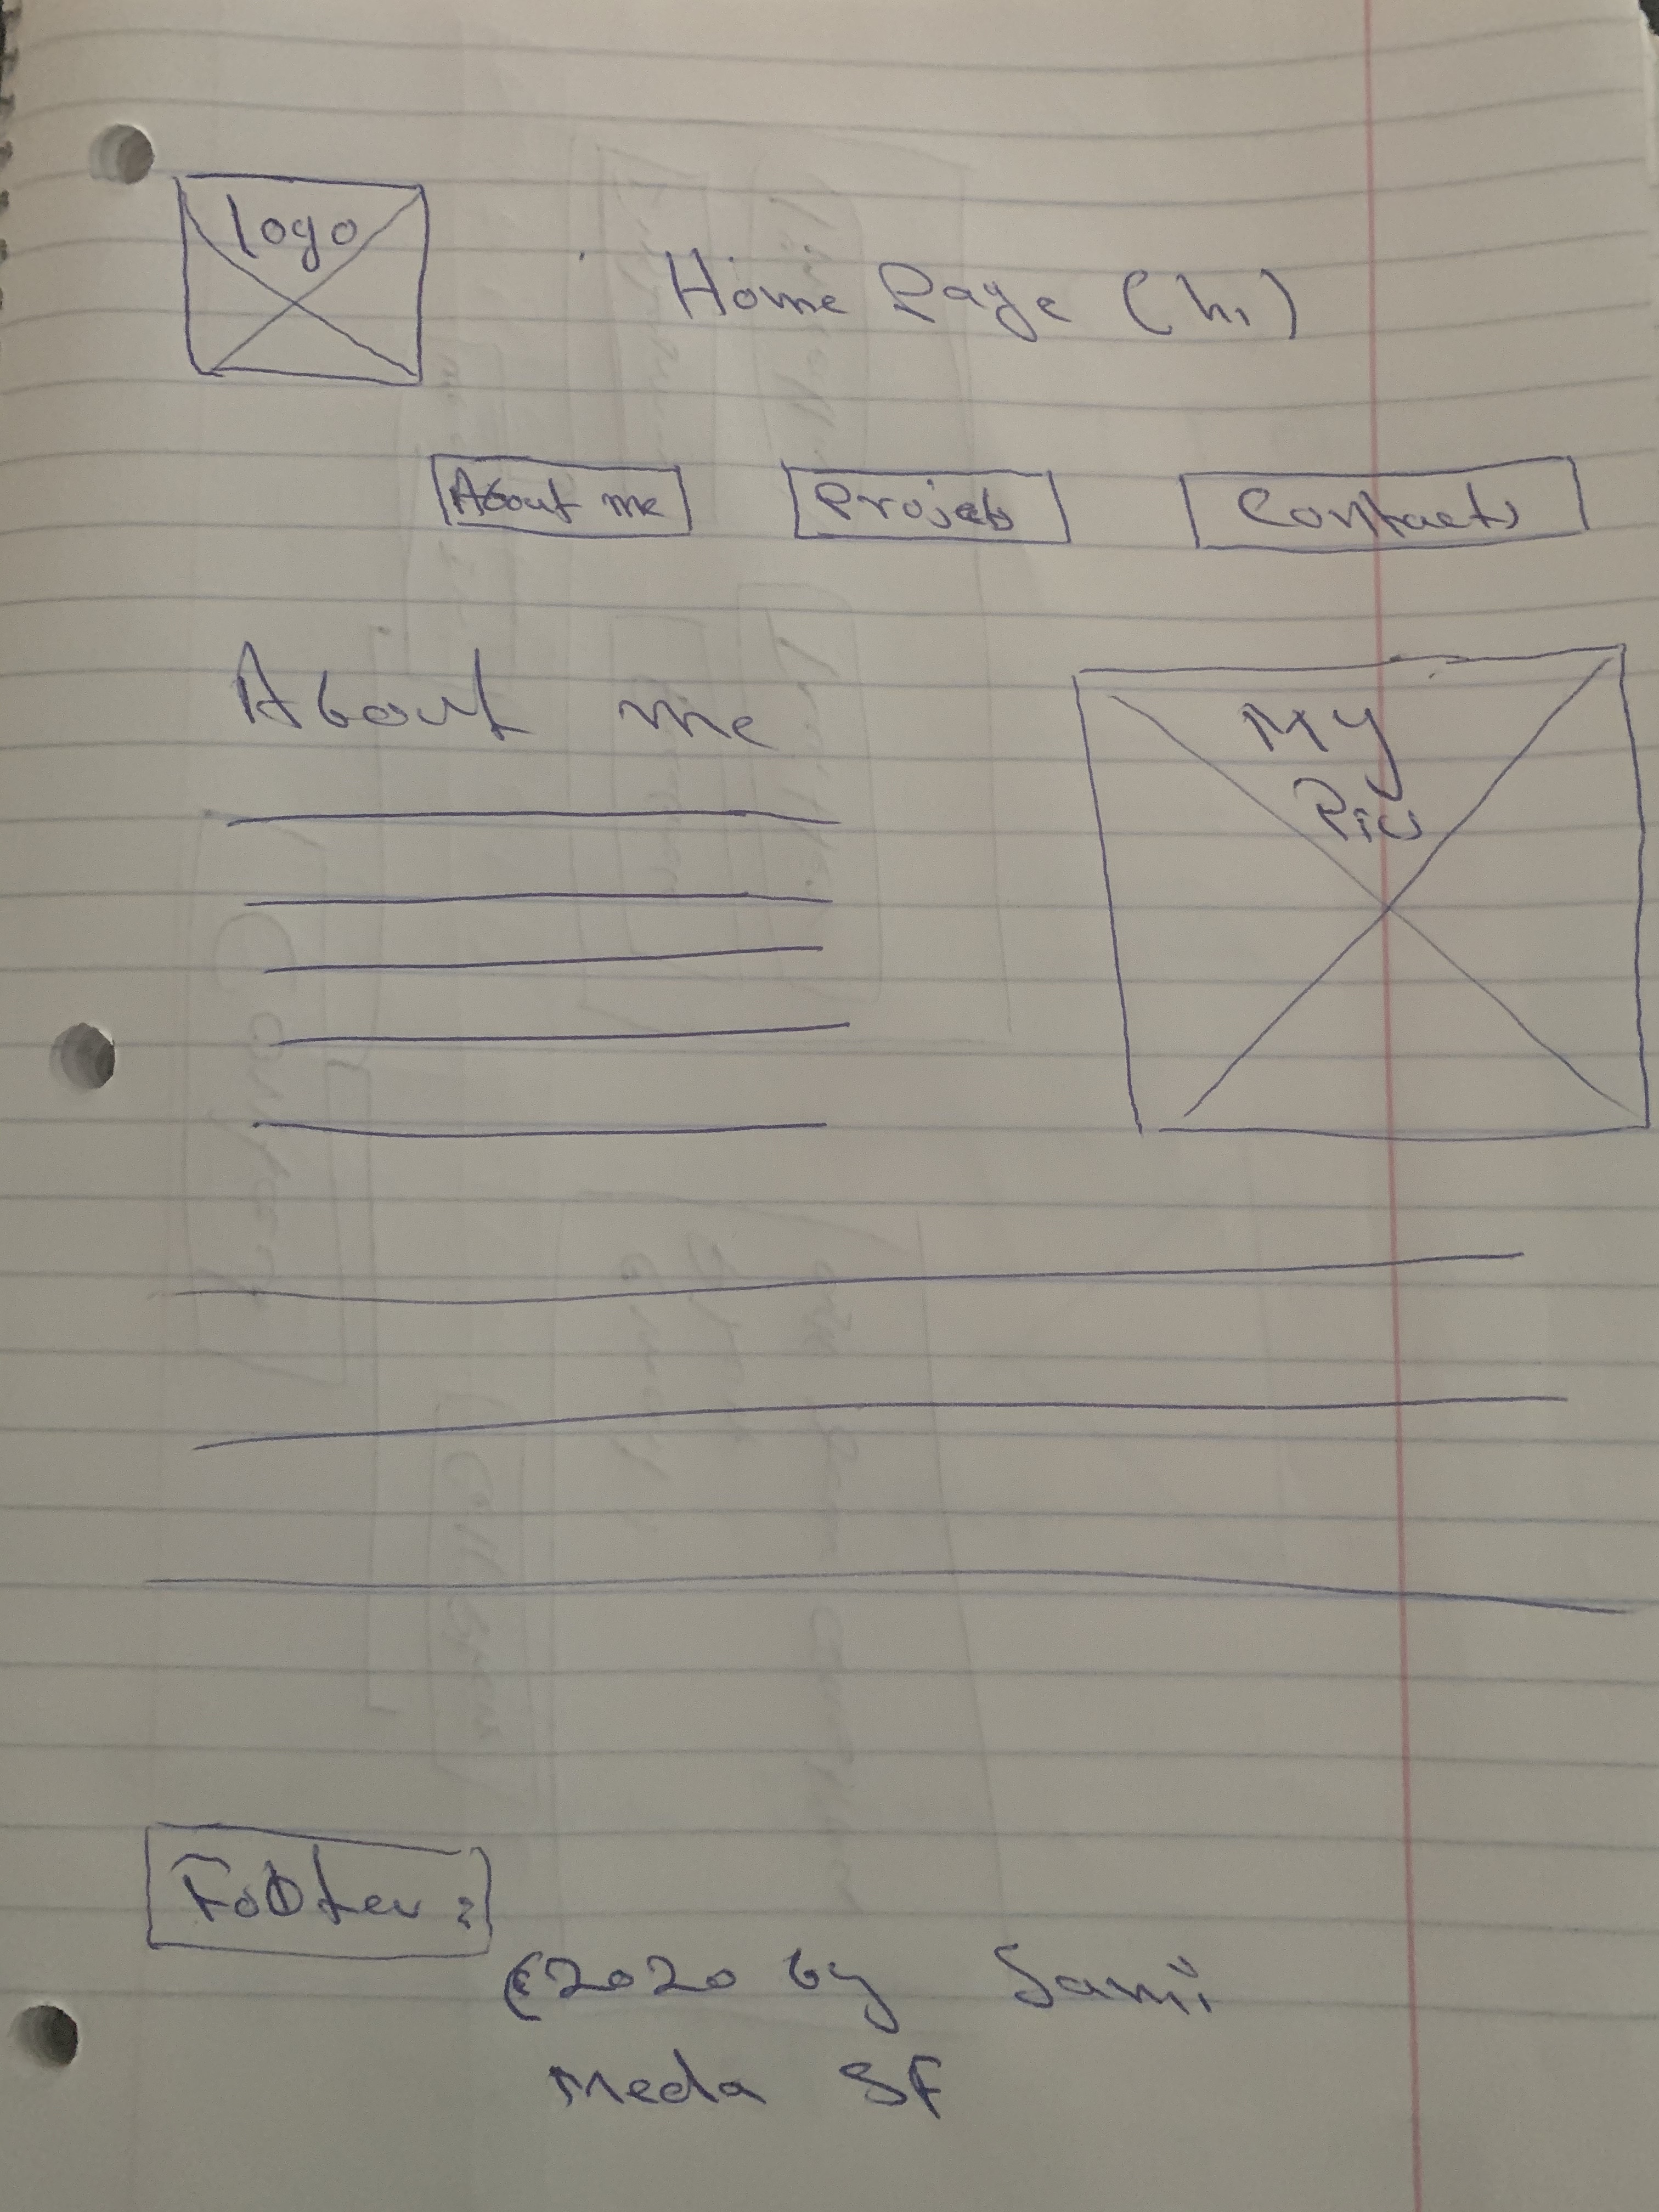 logo
Home Page (h1)
About me
Projects
Contacts
About me
My
Pic
Footer:
©2020 by Sami
Meda SF